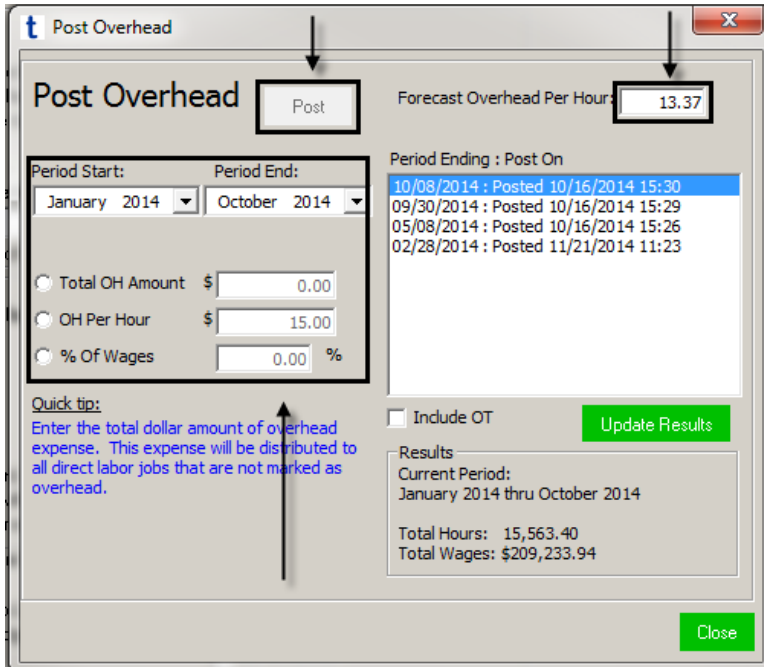 t Post Overhead
X
Post Overhead
Post
Forecast Overhead Per Hour:
13.37
Period Start:
Period End:
January 2014
October 2014
Total OH Amount $ 0.00
OH Per Hour $ 15.00
% Of Wages 0.00 %
Quick tip:
Enter the total dollar amount of overhead
expense. This expense will be distributed to
all direct labor jobs that are not marked as
overhead.
Period Ending : Post On
10/08/2014 : Posted 10/16/2014 15:30
09/30/2014 : Posted 10/16/2014 15:29
05/08/2014 : Posted 10/16/2014 15:26
02/28/2014 : Posted 11/21/2014 11:23
Include OT
Update Results
Results
Current Period:
January 2014 thru October 2014
Total Hours: 15,563.40
Total Wages: $209,233.94
Close